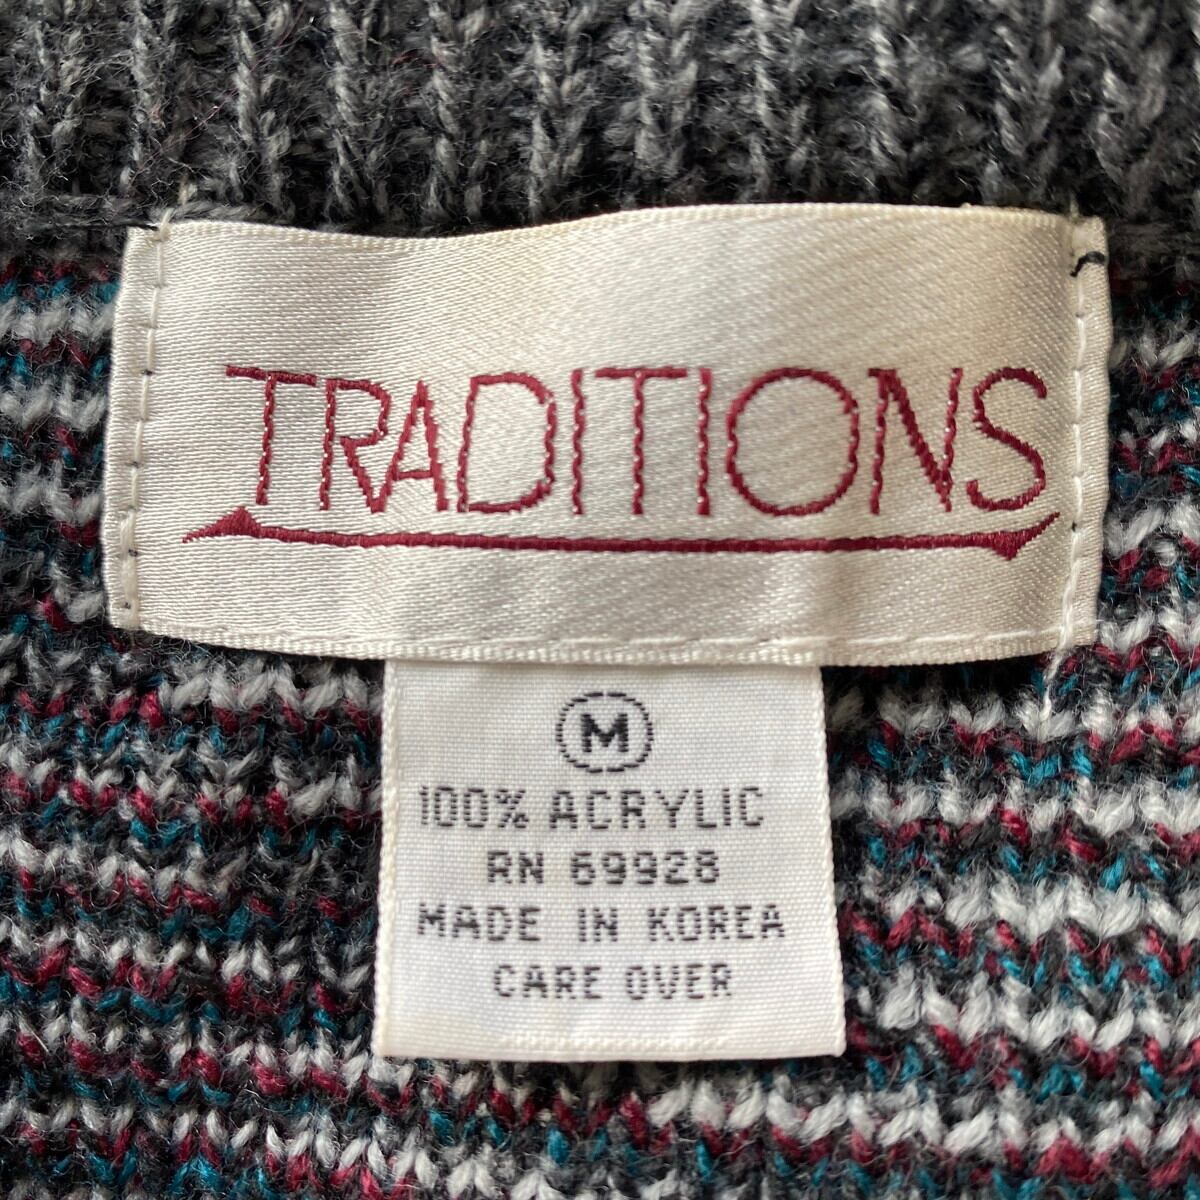 TRADITIONS
M
100% ACRYLIC
RN 69928
MADE IN KOREA
CARE OVER